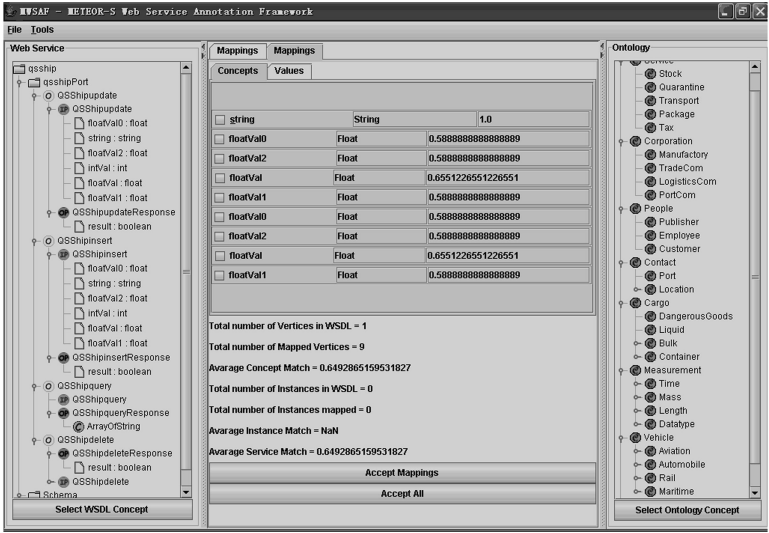 MWSAF - METEOR-S Web Service Annotation Framework
File Tools
Web Service
qsship
qsshipPort
QSShipupdate
QSShipupdate
floatVal0 : float
string : string
floatVal2 : float
intVal : int
floatVal : float
floatVal1 : float
QSShipupdateResponse
result : boolean
QSShipinsert
QSShipinsert
floatVal0 : float
string : string
floatVal2 : float
intVal : int
floatVal : float
floatVal1 : float
QSShipinsertResponse
result : boolean
QSShipquery
QSShipquery
QSShipqueryResponse
ArrayOfString
QSShipdelete
QSShipdeleteResponse
result : boolean
QSShipdelete
Schema
Select WSDL Concept
Mappings Mappings
Concepts Values
string String 1.0
floatVal0 Float 0.5888888888888889
floatVal2 Float 0.5888888888888889
floatVal Float 0.6551226551226551
floatVal1 Float 0.5888888888888889
floatVal0 Float 0.5888888888888889
floatVal2 Float 0.5888888888888889
floatVal Float 0.6551226551226551
floatVal1 Float 0.5888888888888889
Total number of Vertices in WSDL = 1
Total number of Mapped Vertices = 9
Avarage Concept Match = 0.6492865159531827
Total number of Instances in WSDL = 0
Total number of Instances mapped = 0
Avarage Instance Match = NaN
Avarage Service Match = 0.6492865159531827
Accept Mappings
Accept All
Ontology
Service
Stock
Quarantine
Transport
Package
Tax
Corporation
Manufactory
TradeCom
LogisticsCom
PortCom
People
Publisher
Employee
Customer
Contact
Port
Location
Cargo
DangerousGoods
Liquid
Bulk
Container
Measurement
Time
Mass
Length
Datatype
Vehicle
Aviation
Automobile
Rail
Maritime
Select Ontology Concept